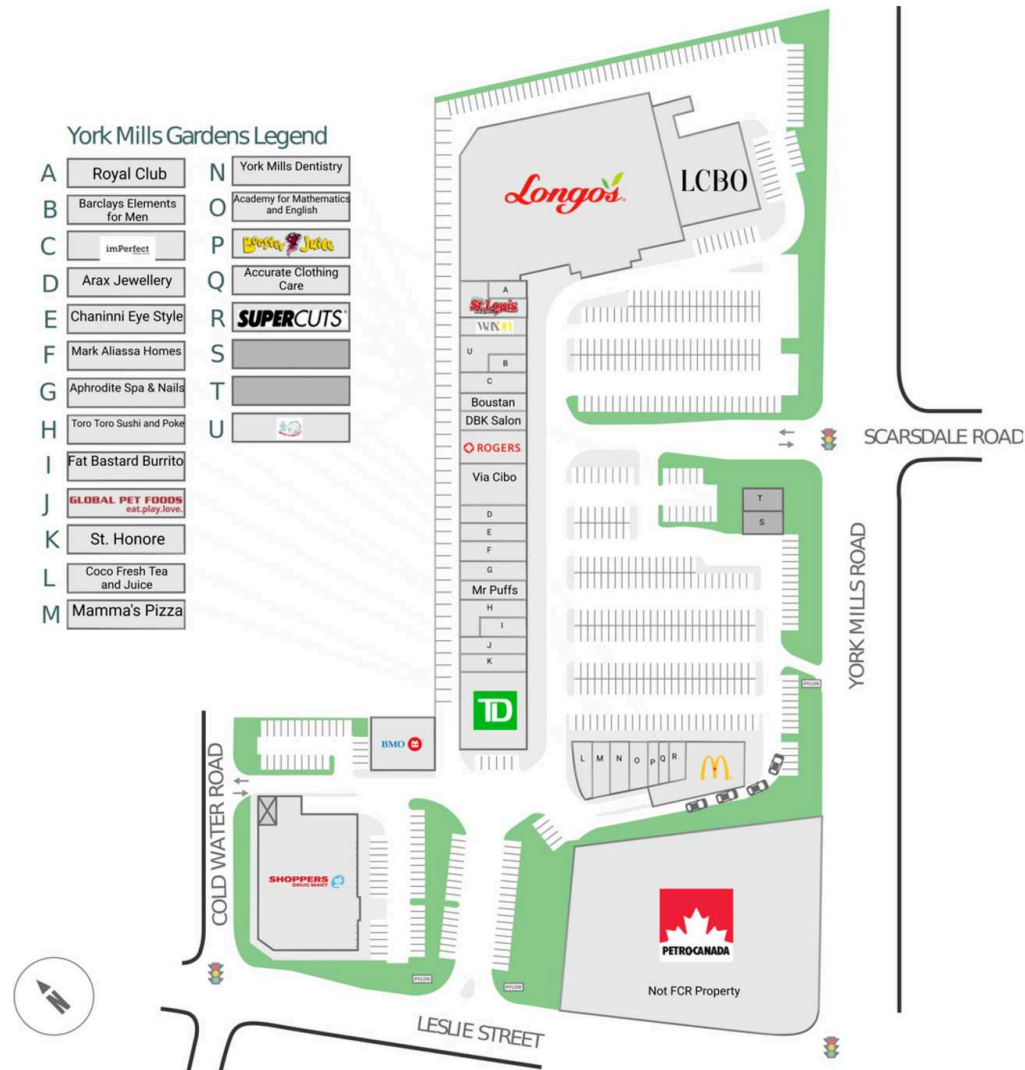 York Mills Gardens Legend
A Royal Club
B Barclays Elements
for Men
C imPerfect
D Arax Jewellery
E Chaninni Eye Style
F Mark Aliassa Homes
G Aphrodite Spa & Nails
H Toro Toro Sushi and Poke
I Fat Bastard Burrito
J GLOBAL PET FOODS
eat.play.love.
K St. Honore
L Coco Fresh Tea
and Juice
M Mamma's Pizza
N York Mills Dentistry
O Academy for Mathematics
and English
P Booster Juice
Q Accurate Clothing
Care
R SUPERCUTS
S
T
U
Longo's
LCBO
A
St. Louis
WAXON
U
B
C
Boustan
DBK Salon
ROGERS
Via Cibo
D
E
F
G
Mr Puffs
H
I
J
K
TD
SCARSDALE ROAD
T
S
YORK MILLS ROAD
PYLON
BMO
L M N O P Q R
COLD WATER ROAD
SHOPPERS
DRUG MART
PETROCANADA
Not FCR Property
PYLON
PYLON
LESLIE STREET
N